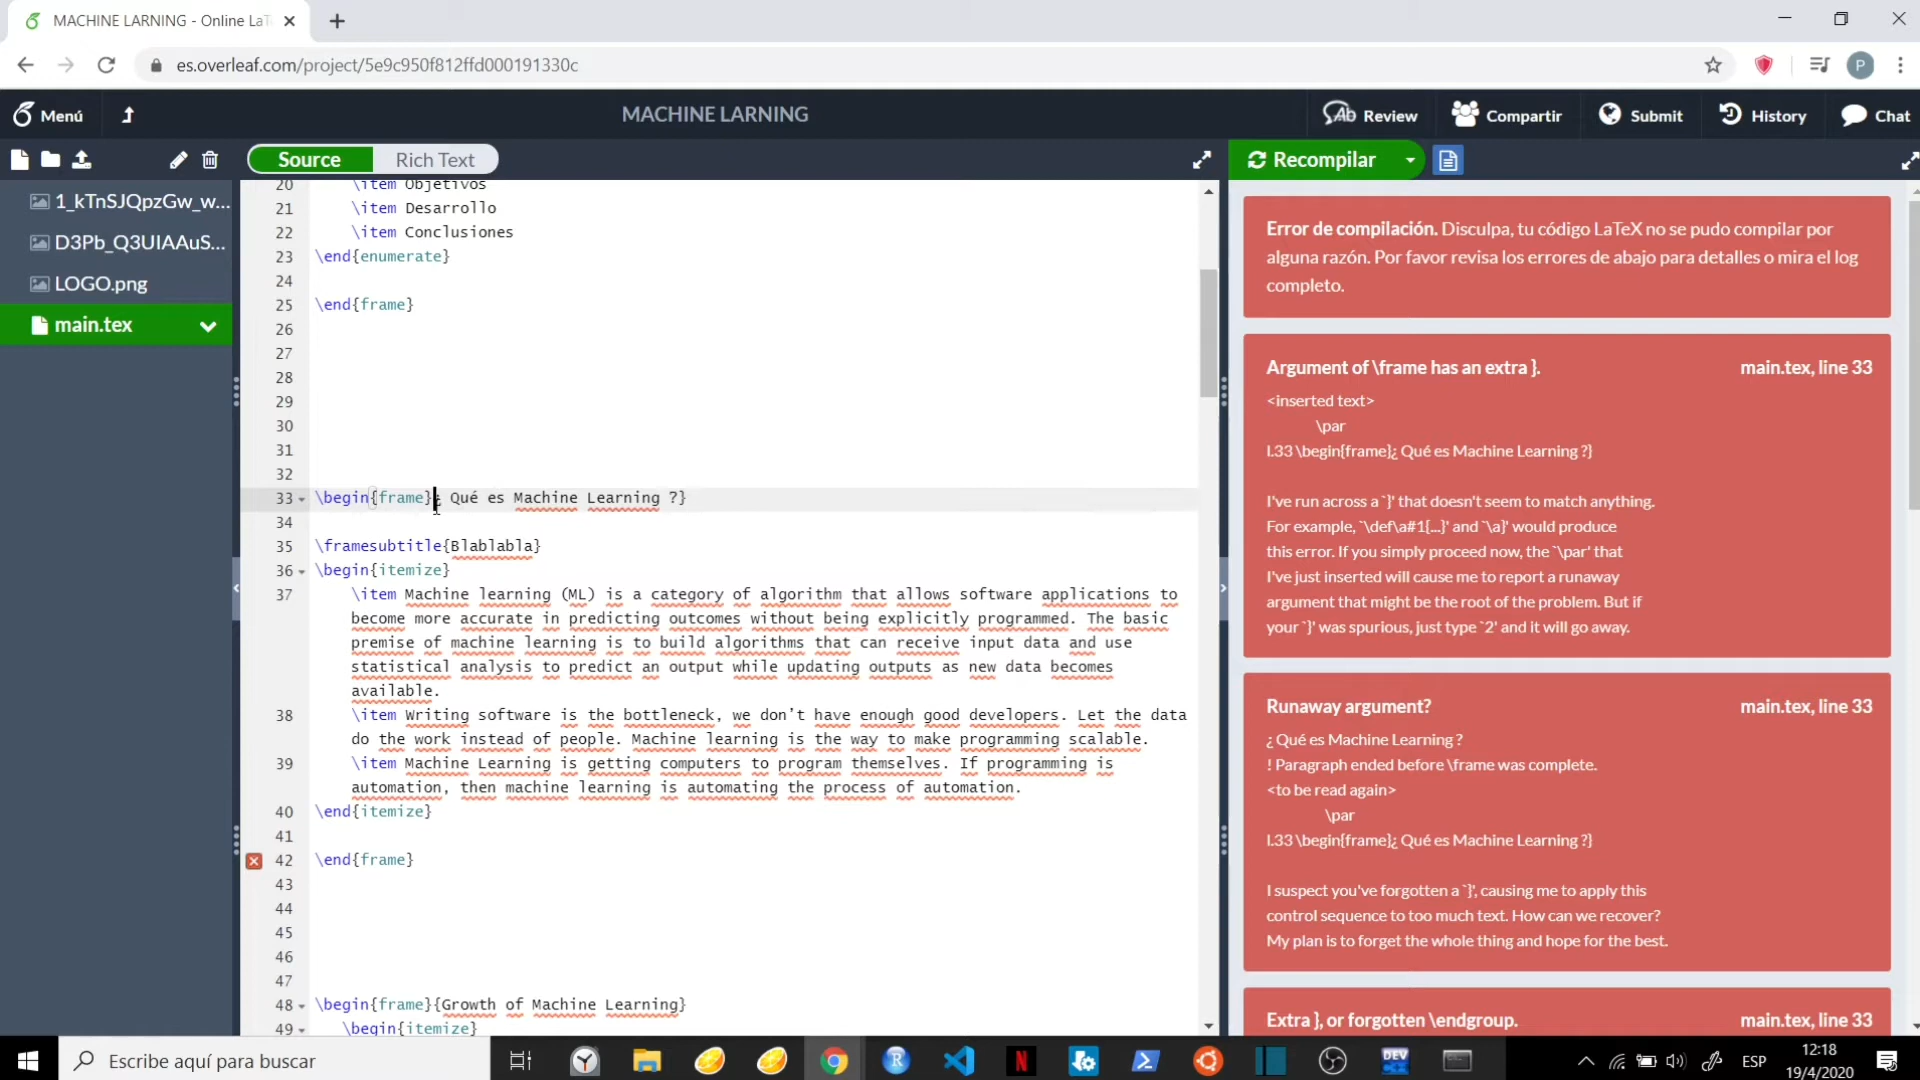 MACHINE LARNING - Online LaT
es.overleaf.com/project/5e9c950f812ffd000191330c
P
Menú
MACHINE LARNING
Review
Compartir
Submit
History
Chat
Source
Rich Text
Recompilar
1_kTnSJQpzGw_w...
D3Pb_Q3UIAAuS...
LOGO.png
main.tex
20 \item Objetivos
21 \item Desarrollo
22 \item Conclusiones
23 \end{enumerate}
24
25 \end{frame}
26
27
28
29
30
31
32
33 \begin{frame}¿ Qué es Machine Learning ?}
34
35 \framesubtitle{Blablabla}
36 \begin{itemize}
37 \item Machine learning (ML) is a category of algorithm that allows software applications to
become more accurate in predicting outcomes without being explicitly programmed. The basic
premise of machine learning is to build algorithms that can receive input data and use
statistical analysis to predict an output while updating outputs as new data becomes
available.
38 \item Writing software is the bottleneck, we don’t have enough good developers. Let the data
do the work instead of people. Machine learning is the way to make programming scalable.
39 \item Machine Learning is getting computers to program themselves. If programming is
automation, then machine learning is automating the process of automation.
40 \end{itemize}
41
42 \end{frame}
43
44
45
46
47
48 \begin{frame}{Growth of Machine Learning}
49 \begin{itemize}
Error de compilación. Disculpa, tu código LaTeX no se pudo compilar por
alguna razón. Por favor revisa los errores de abajo para detalles o mira el log
completo.
Argument of \frame has an extra }.
main.tex, line 33
<inserted text>
\par
l.33 \begin{frame}¿ Qué es Machine Learning ?}
I've run across a `}' that doesn't seem to match anything.
For example, `\def\a#1{...}' and `\a}' would produce
this error. If you simply proceed now, the `\par' that
I've just inserted will cause me to report a runaway
argument that might be the root of the problem. But if
your `}' was spurious, just type `2' and it will go away.
Runaway argument?
main.tex, line 33
¿ Qué es Machine Learning ?
! Paragraph ended before \frame was complete.
<to be read again>
\par
l.33 \begin{frame}¿ Qué es Machine Learning ?}
I suspect you've forgotten a `}', causing me to apply this
control sequence to too much text. How can we recover?
My plan is to forget the whole thing and hope for the best.
Extra }, or forgotten \endgroup.
main.tex, line 33
Escribe aquí para buscar
R
N
DEV
ESP
12:18
19/4/2020